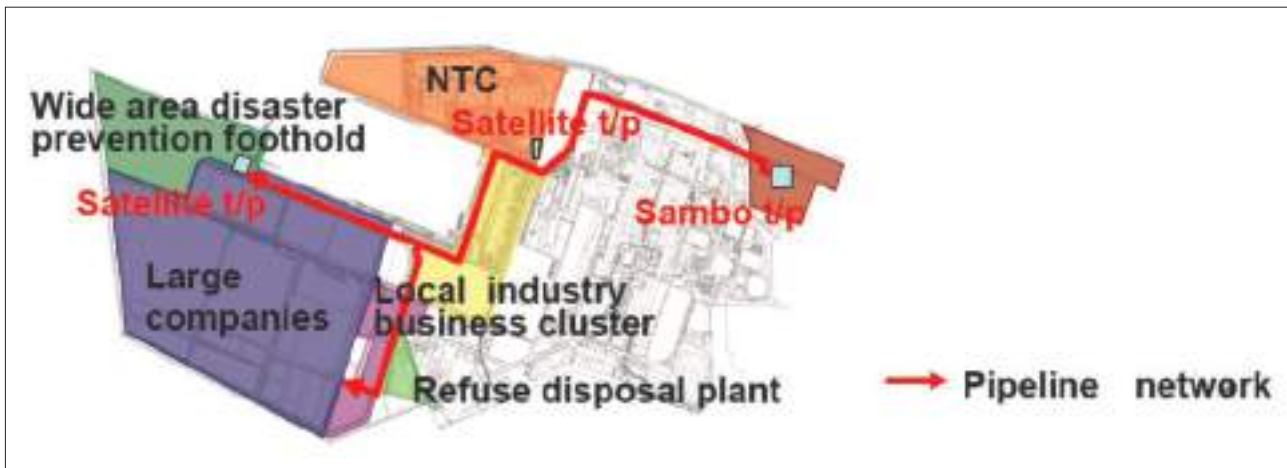 NTC
Wide area disaster
prevention foothold
Satellite t/p
Satellite t/p
Sambo t/p
Large
companies
Local industry
business cluster
Refuse disposal plant
Pipeline network